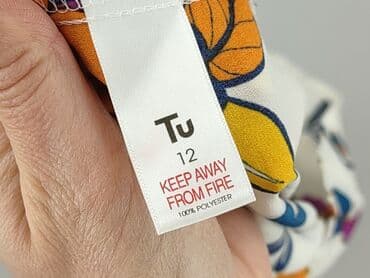 Tu
12
KEEP AWAY
FROM FIRE
100% POLYESTER